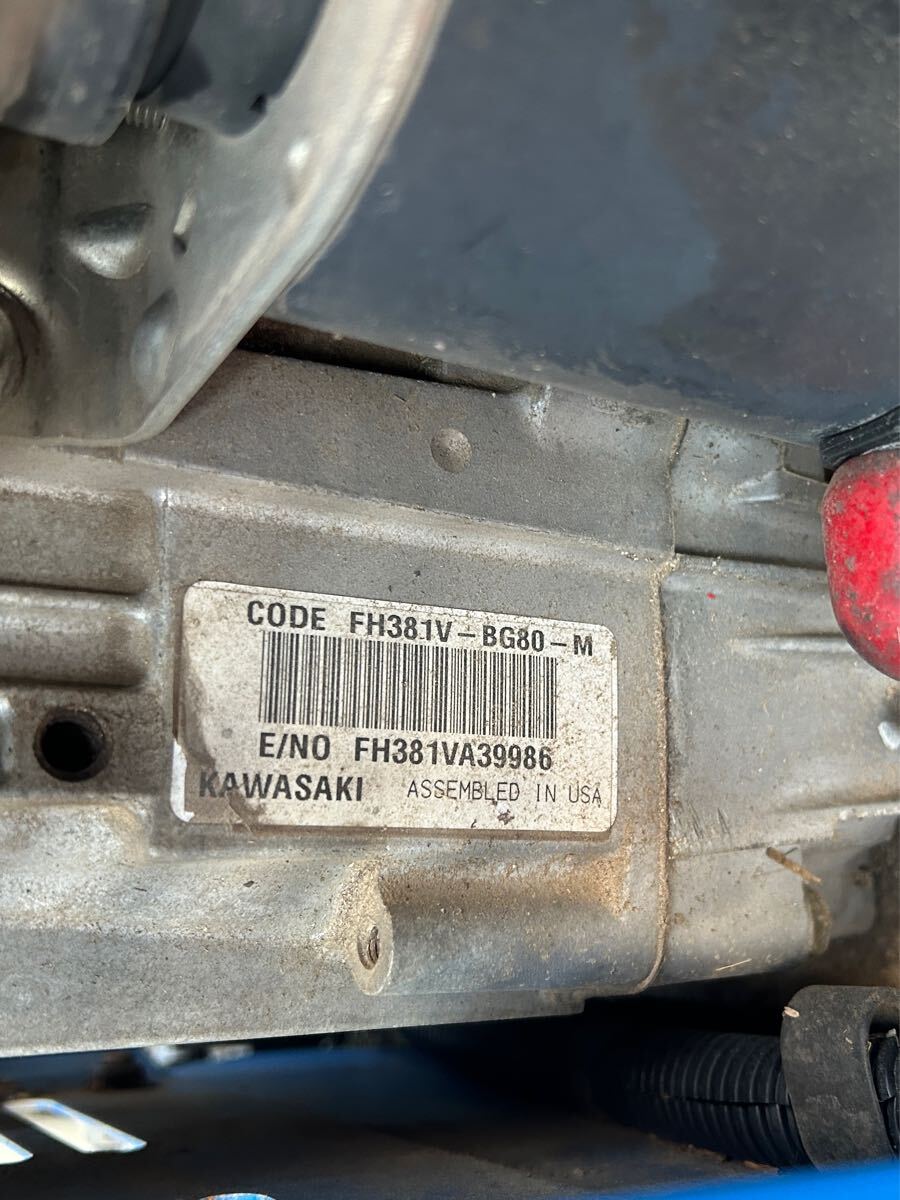 CODE FH381V-BG80-M
E/NO FH381VA39986
KAWASAKI ASSEMBLED IN USA